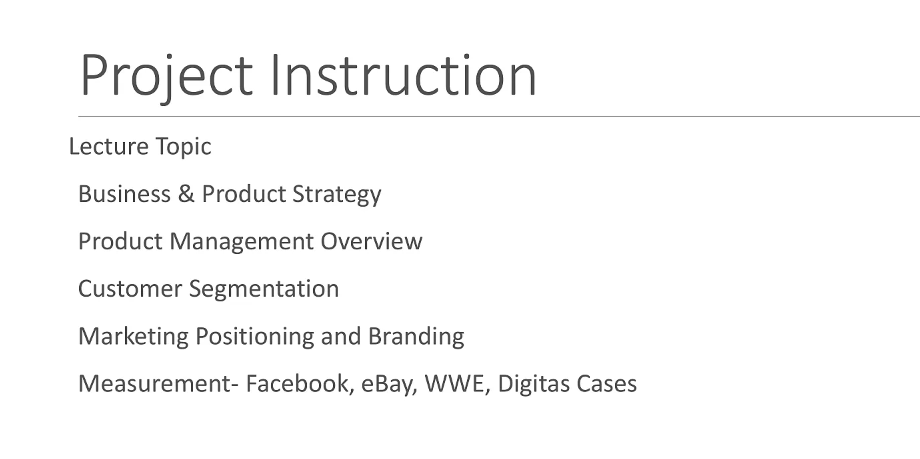 Project Instruction
Lecture Topic
Business & Product Strategy
Product Management Overview
Customer Segmentation
Marketing Positioning and Branding
Measurement- Facebook, eBay, WWE, Digitas Cases